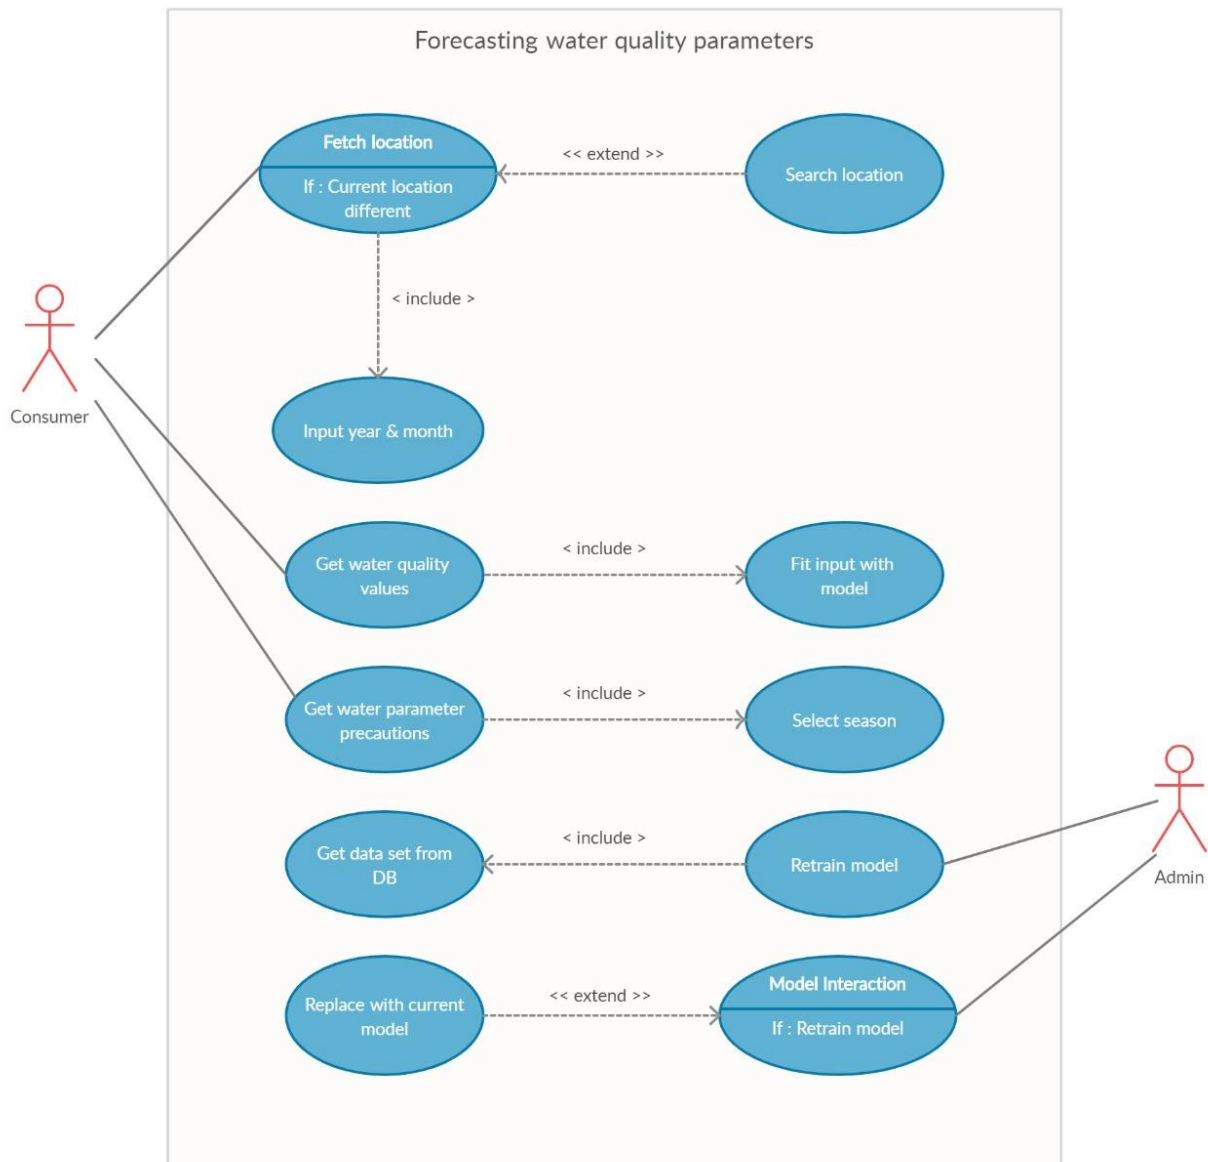 Forecasting water quality parameters
Fetch location
If : Current location
different
<< extend >>
Search location
< include >
Consumer
Input year & month
Get water quality
values
< include >
Fit input with
model
Get water parameter
precautions
< include >
Select season
Get data set from
DB
< include >
Retrain model
Admin
Replace with current
model
<< extend >>
Model Interaction
If : Retrain model